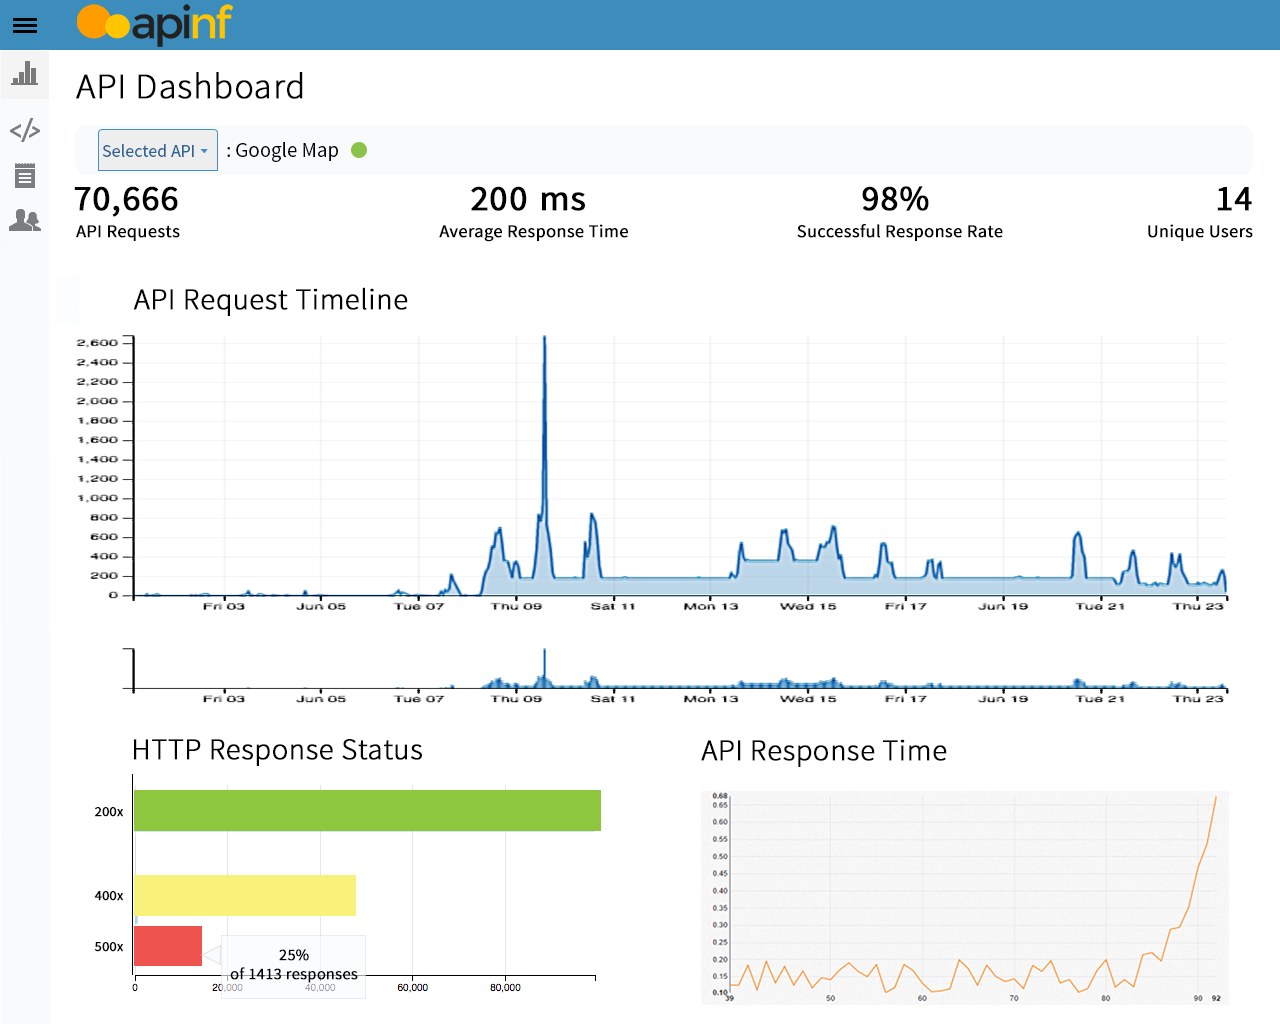 apinf
API Dashboard
Selected API : Google Map
70,666
API Requests
200 ms
Average Response Time
98%
Successful Response Rate
14
Unique Users
API Request Timeline
2,600
2,400
2,200
2,000
1,800
1,600
1,400
1,200
1,000
800
600
400
200
0
Fri 03 Jun 05 Tue 07 Thu 09 Sat 11 Mon 13 Wed 15 Fri 17 Jun 19 Tue 21 Thu 23
Fri 03 Jun 05 Tue 07 Thu 09 Sat 11 Mon 13 Wed 15 Fri 17 Jun 19 Tue 21 Thu 23
HTTP Response Status
200x
400x
500x
25%
of 1413 responses
0 20,000 40,000 60,000 80,000
API Response Time
0.68
0.65
0.60
0.55
0.50
0.45
0.40
0.35
0.30
0.25
0.20
0.15
0.10
39 50 60 70 80 90 92